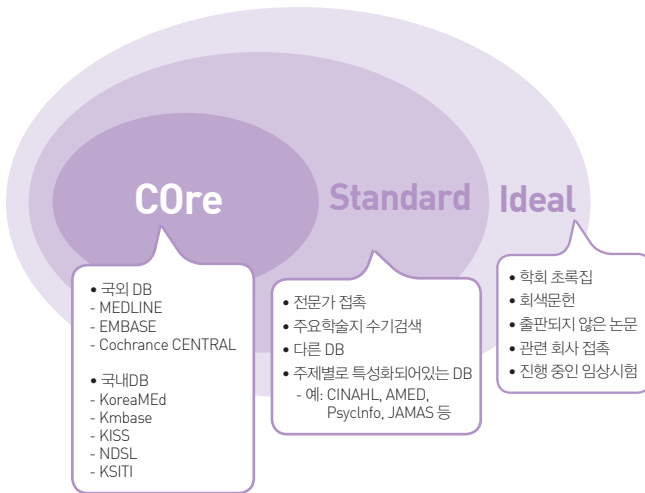 COre
Standard
Ideal
• 국외 DB
- MEDLINE
- EMBASE
- Cochrance CENTRAL
• 국내DB
- KoreaMEd
- Kmbase
- KISS
- NDSL
- KSITI
• 전문가 접촉
• 주요학술지 수기검색
• 다른 DB
• 주제별로 특성화되어있는 DB
- 예: CINAHL, AMED,
PsycInfo, JAMAS 등
• 학회 초록집
• 회색문헌
• 출판되지 않은 논문
• 관련 회사 접촉
• 진행 중인 임상시험